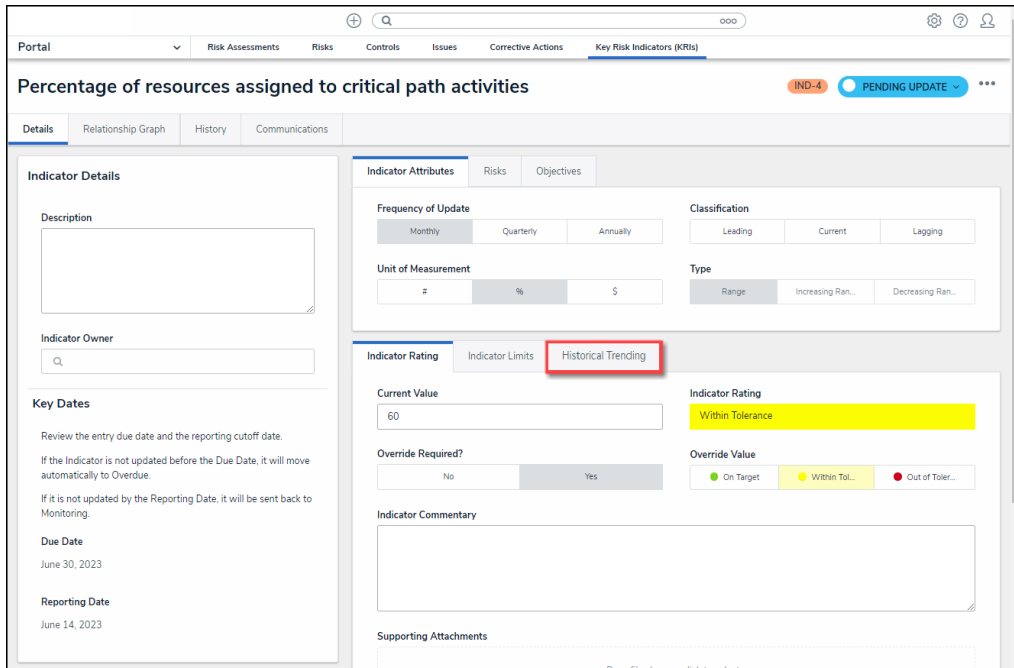 Portal
Risk Assessments
Risks
Controls
Issues
Corrective Actions
Key Risk Indicators (KRIs)
Percentage of resources assigned to critical path activities
IND-4
PENDING UPDATE
Details
Relationship Graph
History
Communications
Indicator Details
Description
Indicator Owner
Key Dates
Review the entry due date and the reporting cutoff date.
If the Indicator is not updated before the Due Date, it will move
automatically to Overdue.
If it is not updated by the Reporting Date, it will be sent back to
Monitoring.
Due Date
June 30, 2023
Reporting Date
June 14, 2023
Indicator Attributes
Risks
Objectives
Frequency of Update
Monthly
Quarterly
Annually
Classification
Leading
Current
Lagging
Unit of Measurement
#
%
$
Type
Range
Increasing Ran...
Decreasing Ran...
Indicator Rating
Indicator Limits
Historical Trending
Current Value
60
Indicator Rating
Within Tolerance
Override Required?
No
Yes
Override Value
On Target
Within Tol...
Out of Toler...
Indicator Commentary
Supporting Attachments